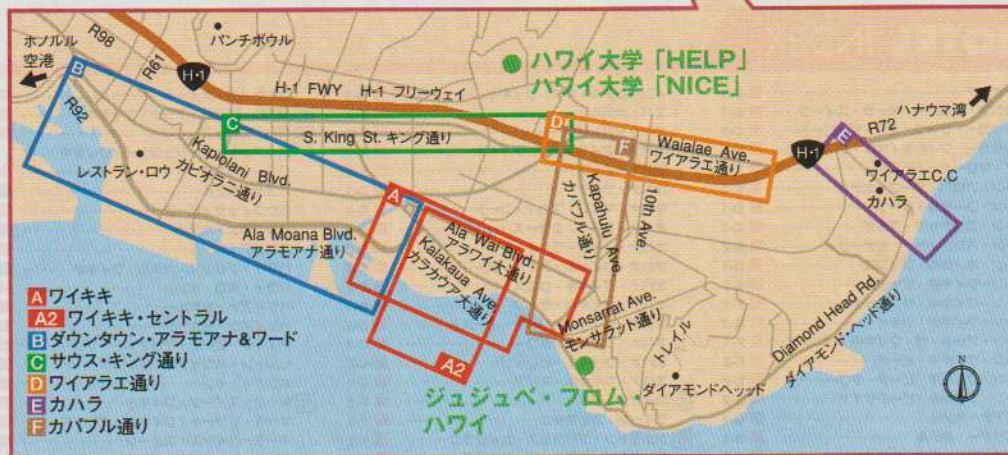 ホノルル
空港
R98
R61
パンチボウル
H-1
H-1 FWY H-1 フリーウェイ
ハワイ大学「HELP」
ハワイ大学「NICE」
ハナウマ湾
R72
B
R92
C
S. King St. キング通り
D
F
Waialae Ave.
ワイアラエ通り
H-1
E
ワイアラエC.C
カハラ
レストラン・ロウ
Kapiolani Blvd.
カピオラニ通り
A
Ala Moana Blvd.
アラモアナ通り
Ala Wai Blvd.
アラワイ大通り
Kalakaua Ave.
カラカウア大通り
Kapahulu Ave.
カパフル通り
10th Ave.
Monsarrat Ave.
モンサラット通り
トレイル
Diamond Head Rd.
ダイアモンド・ヘッド通り
ダイアモンドヘッド
A2
ジュジュベ・フロム・
ハワイ
N
A ワイキキ
A2 ワイキキ・セントラル
B ダウンタウン・アラモアナ&ワード
C サウス・キング通り
D ワイアラエ通り
E カハラ
F カパフル通り